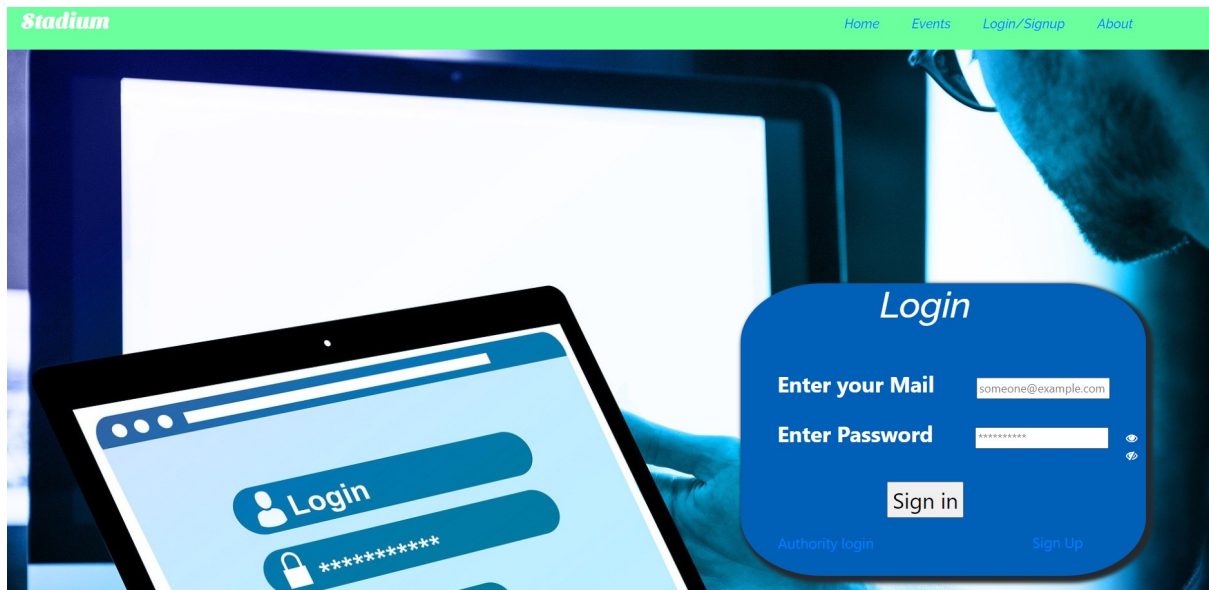 Stadium Home Events Login/Signup About
Login
Enter your Mail someone@example.com
Enter Password **********
Sign in
Authority login Sign Up
Login
***********